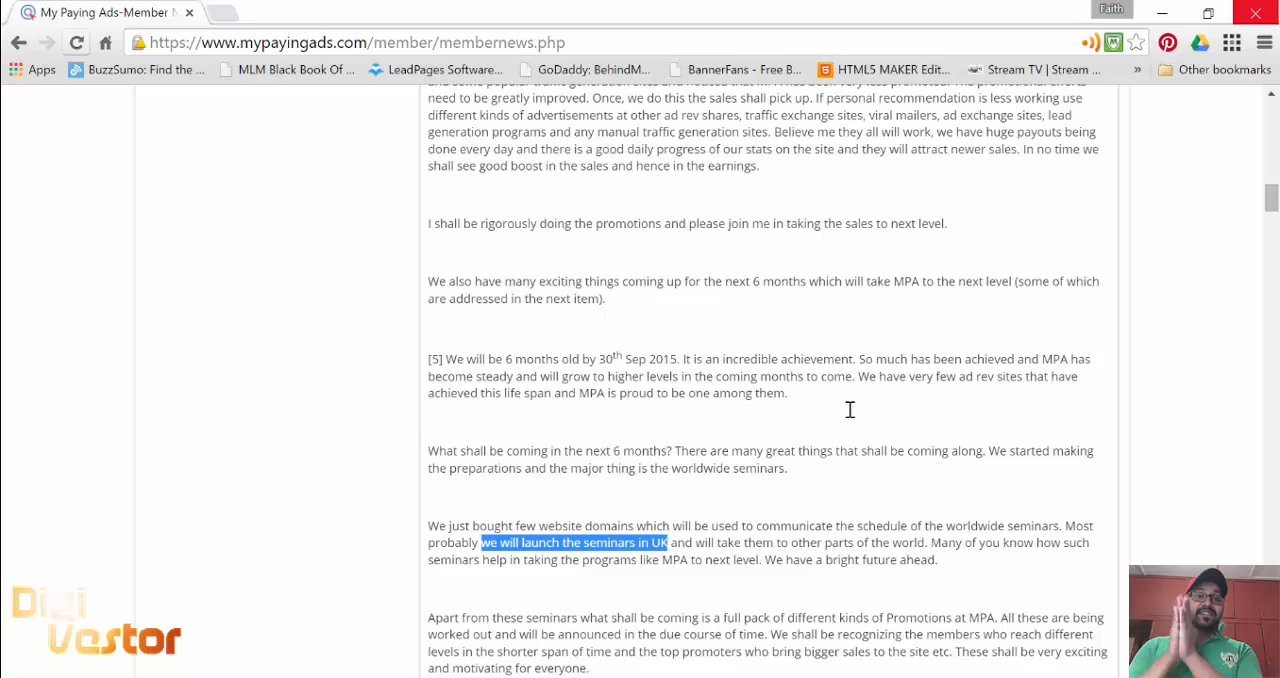 My Paying Ads-Member N
Faith
https://www.mypayingads.com/member/membernews.php
Apps BuzzSumo: Find the ... MLM Black Book Of ... LeadPages Software... GoDaddy: BehindM... BannerFans - Free B... HTML5 MAKER Edit... Stream TV | Stream ... » Other bookmarks
need to be greatly improved. Once, we do this the sales shall pick up. If personal recommendation is less working use
different kinds of advertisements at other ad rev shares, traffic exchange sites, viral mailers, ad exchange sites, lead
generation programs and any manual traffic generation sites. Believe me they all will work, we have huge payouts being
done every day and there is a good daily progress of our stats on the site and they will attract newer sales. In no time we
shall see good boost in the sales and hence in the earnings.
I shall be rigorously doing the promotions and please join me in taking the sales to next level.
We also have many exciting things coming up for the next 6 months which will take MPA to the next level (some of which
are addressed in the next item).
[5] We will be 6 months old by 30th Sep 2015. It is an incredible achievement. So much has been achieved and MPA has
become steady and will grow to higher levels in the coming months to come. We have very few ad rev sites that have
achieved this life span and MPA is proud to be one among them.
What shall be coming in the next 6 months? There are many great things that shall be coming along. We started making
the preparations and the major thing is the worldwide seminars.
We just bought few website domains which will be used to communicate the schedule of the worldwide seminars. Most
probably we will launch the seminars in UK and will take them to other parts of the world. Many of you know how such
seminars help in taking the programs like MPA to next level. We have a bright future ahead.
Apart from these seminars what shall be coming is a full pack of different kinds of Promotions at MPA. All these are being
worked out and will be announced in the due course of time. We shall be recognizing the members who reach different
levels in the shorter span of time and the top promoters who bring bigger sales to the site etc. These shall be very exciting
and motivating for everyone.
Digi
Vestor